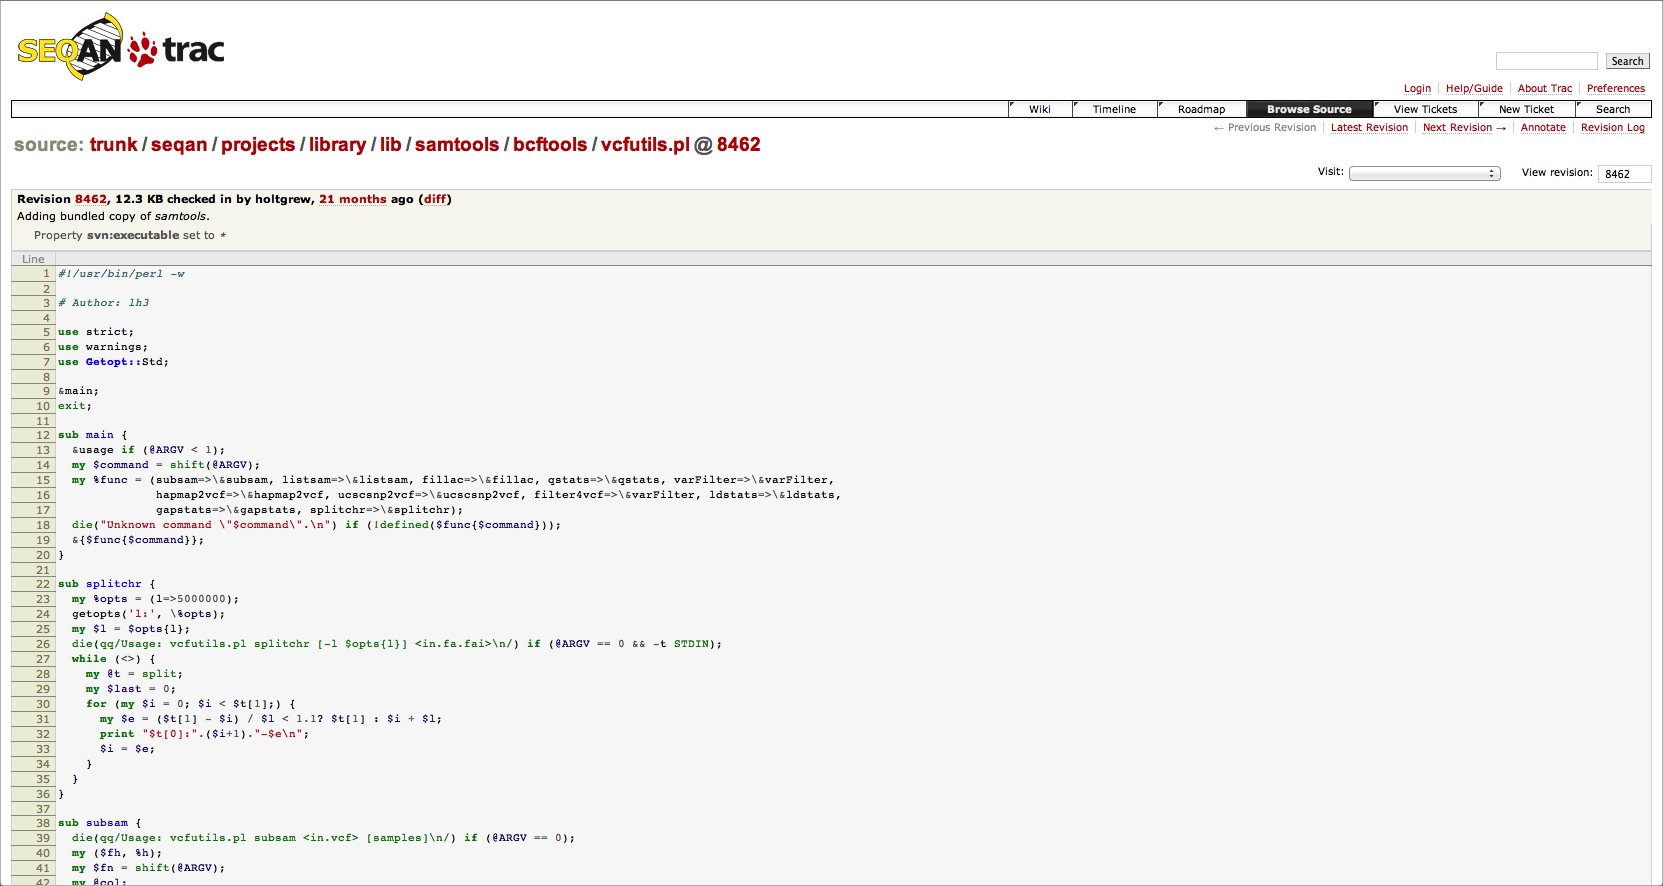 SEQAN trac
Search
Login Help/Guide About Trac Preferences
Wiki Timeline Roadmap Browse Source View Tickets New Ticket Search
← Previous Revision Latest Revision Next Revision → Annotate Revision Log
source: trunk / seqan / projects / library / lib / samtools / bcftools / vcfutils.pl @ 8462
Visit: View revision: 8462
Revision 8462, 12.3 KB checked in by holtgrew, 21 months ago (diff)
Adding bundled copy of samtools.
Property svn:executable set to *
Line
1 #!/usr/bin/perl -w
2
3 # Author: lh3
4
5 use strict;
6 use warnings;
7 use Getopt::Std;
8
9 &main;
10 exit;
11
12 sub main {
13   &usage if (@ARGV < 1);
14   my $command = shift(@ARGV);
15   my %func = (subsam=>\&subsam, listsam=>\&listsam, fillac=>\&fillac, qstats=>\&qstats, varFilter=>\&varFilter,
16               hapmap2vcf=>\&hapmap2vcf, ucscsnp2vcf=>\&ucscsnp2vcf, filter4vcf=>\&varFilter, ldstats=>\&ldstats,
17               gapstats=>\&gapstats, splitchr=>\&splitchr);
18   die("Unknown command \"$command\".\n") if (!defined($func{$command}));
19   &{$func{$command}};
20 }
21
22 sub splitchr {
23   my %opts = (l=>5000000);
24   getopts('l:', \%opts);
25   my $l = $opts{l};
26   die(qq/Usage: vcfutils.pl splitchr [-l $opts{l}] <in.fa.fai>\n/) if (@ARGV == 0 && -t STDIN);
27   while (<>) {
28     my @t = split;
29     my $last = 0;
30     for (my $i = 0; $i < $t[1];) {
31       my $e = ($t[1] - $i) / $l < 1.1? $t[1] : $i + $l;
32       print "$t[0]:".($i+1)."-$e\n";
33       $i = $e;
34     }
35   }
36 }
37
38 sub subsam {
39   die(qq/Usage: vcfutils.pl subsam <in.vcf> [samples]\n/) if (@ARGV == 0);
40   my ($fh, %h);
41   my $fn = shift(@ARGV);
42   my @col;